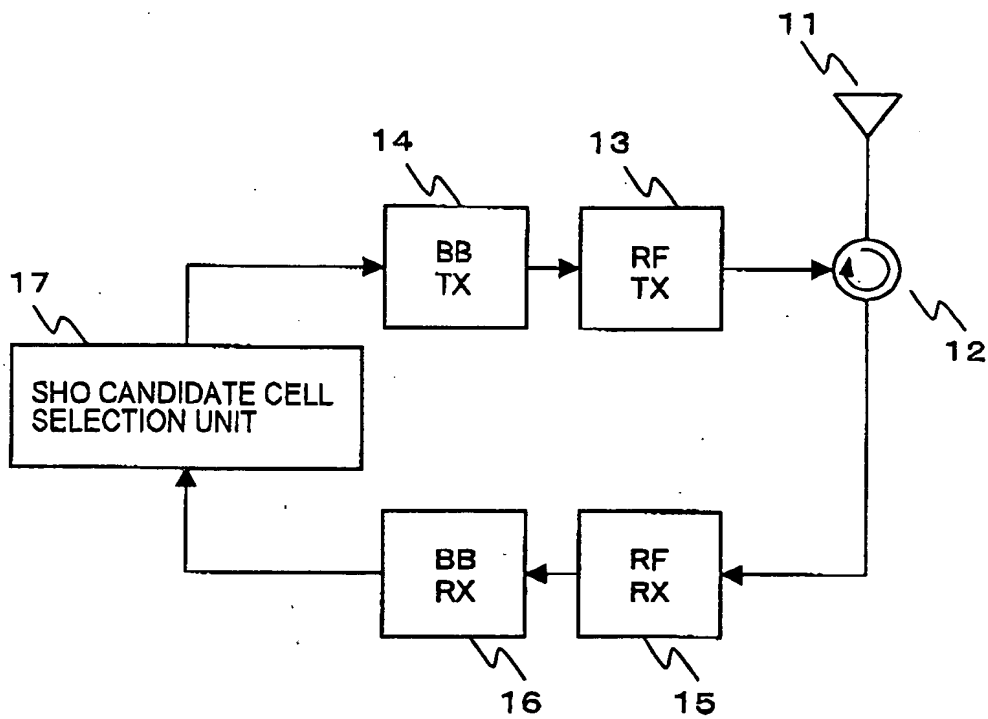 11
14
13
BB
TX
RF
TX
17
12
SHO CANDIDATE CELL
SELECTION UNIT
BB
RX
RF
RX
16
15